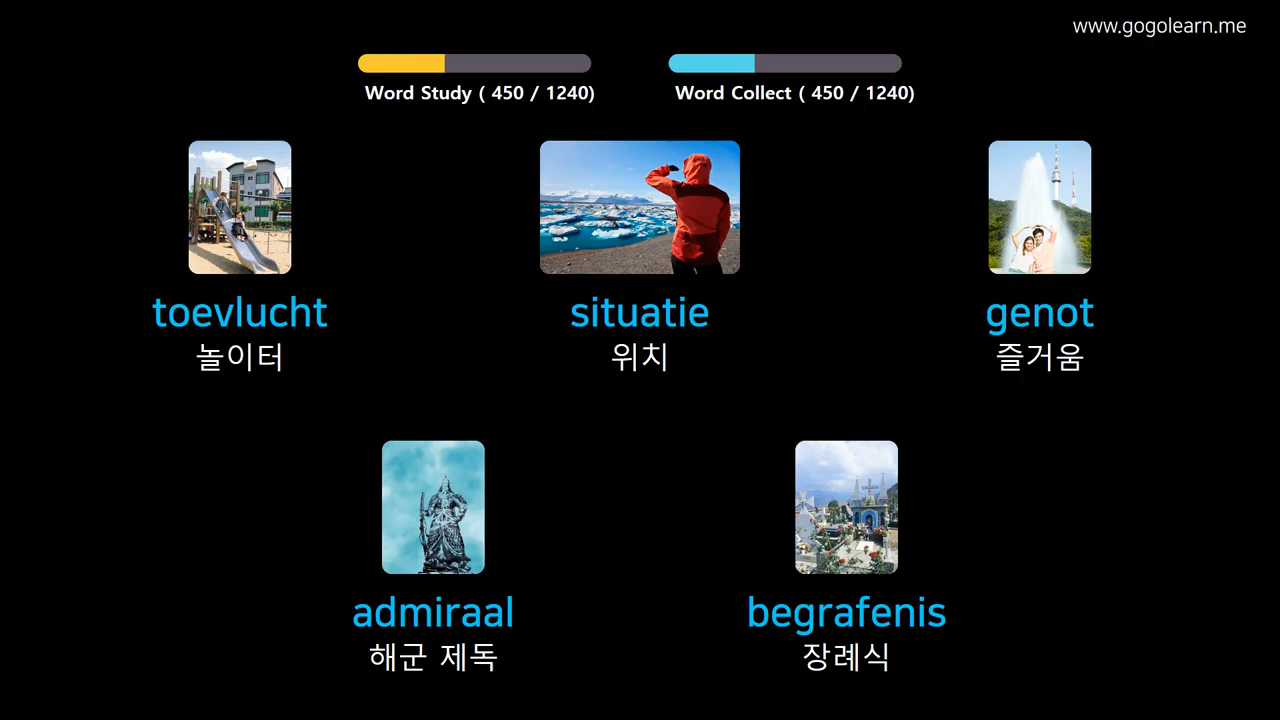 www.gogolearn.me
Word Study ( 450 / 1240)
Word Collect ( 450 / 1240)
toevlucht
놀이터
situatie
위치
genot
즐거움
admiraal
해군 제독
begrafenis
장례식